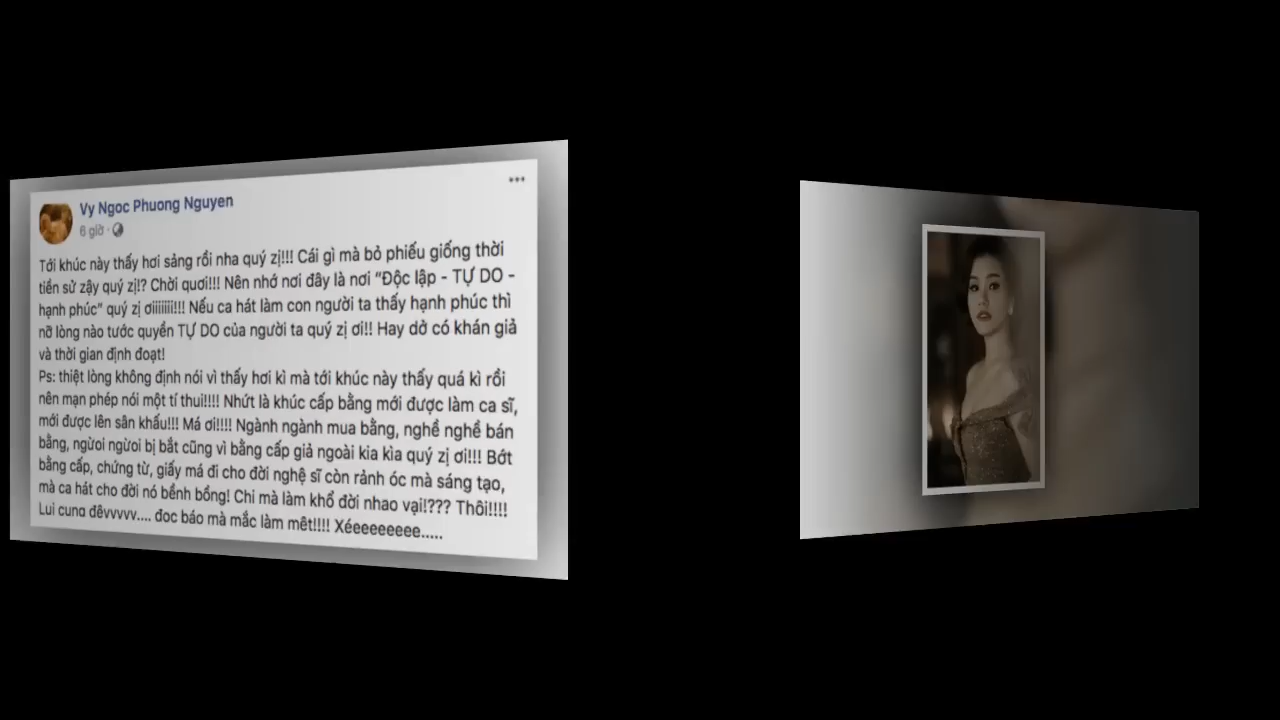 Vy Ngoc Phuong Nguyen
6 giờ ·
Tới khúc này thấy hơi sảng rồi nha quý zị!!! Cái gì mà bỏ phiếu giống thời
tiền sử zậy quý zị!? Chời quơi!!! Nên nhớ nơi đây là nơi “Độc lập - TỰ DO -
hạnh phúc” quý zị ơiiiiiii!!! Nếu ca hát làm con người ta thấy hạnh phúc thì
nỡ lòng nào tước quyền TỰ DO của người ta quý zị ơi!! Hay dở có khán giả
và thời gian định đoạt!
Ps: thiệt lòng không định nói vì thấy hơi kì mà tới khúc này thấy quá kì rồi
nên mạn phép nói một tí thui!!!! Nhứt là khúc cấp bằng mới được làm ca sĩ,
mới được lên sân khấu!!! Má ơi!!!! Ngành ngành mua bằng, nghề nghề bán
bằng, ngừoi ngừoi bị bắt cũng vì bằng cấp giả ngoài kia kìa quý zị ơi!!! Bớt
bằng cấp, chứng từ, giấy má đi cho đời nghệ sĩ còn rảnh óc mà sáng tạo,
mà ca hát cho đời nó bềnh bồng! Chi mà làm khổ đời nhao vại!??? Thôi!!!!
Lui cung đêvvvvv.... đọc báo mà mắc làm mệt!!!! Xéeeeeeeee.....